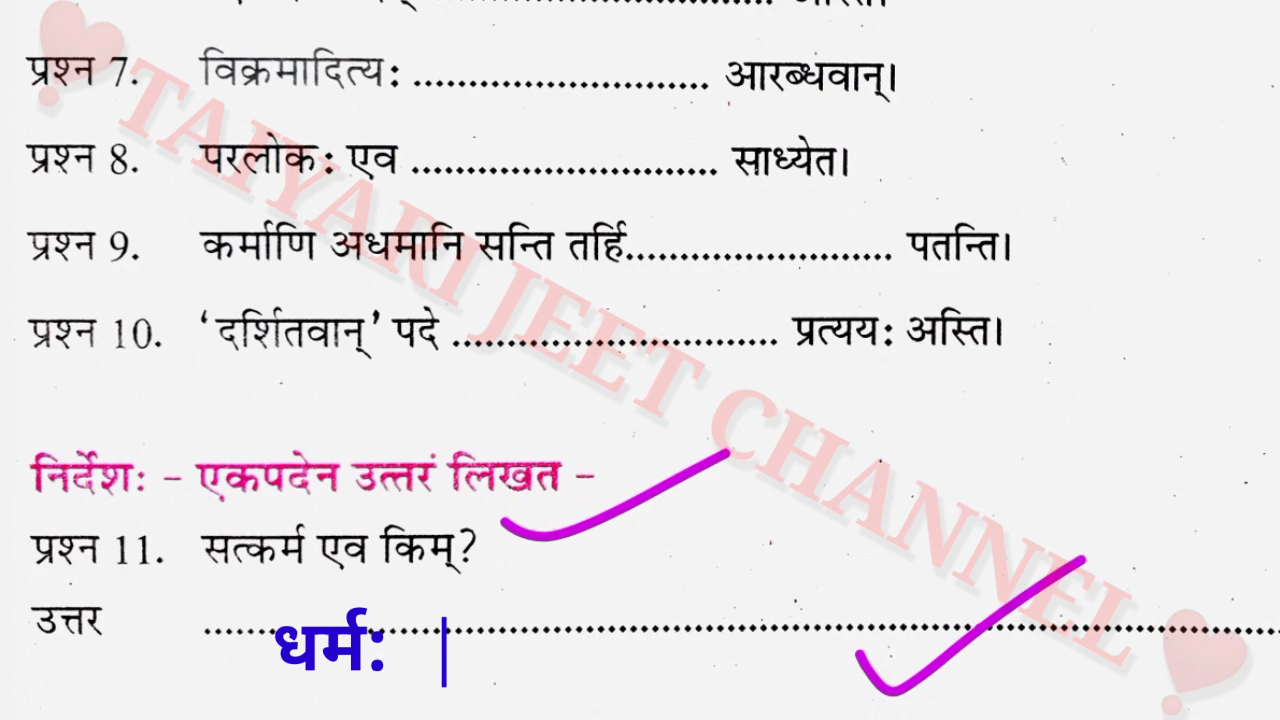 प्रश्न 7. विक्रमादित्य: .......................... आरब्धवान्।
प्रश्न 8. परलोक: एव ........................... साध्येत।
प्रश्न 9. कर्माणि अधमानि सन्ति तर्हि........................ पतन्ति।
प्रश्न 10. 'दर्शितवान्' पदे ............................. प्रत्यय: अस्ति।
TAIYARI JEET CHANNEL
निर्देश: - एकपदेन उत्तरं लिखत -
प्रश्न 11. सत्कर्म एव किम्?
उत्तर ........................................
धर्म: |